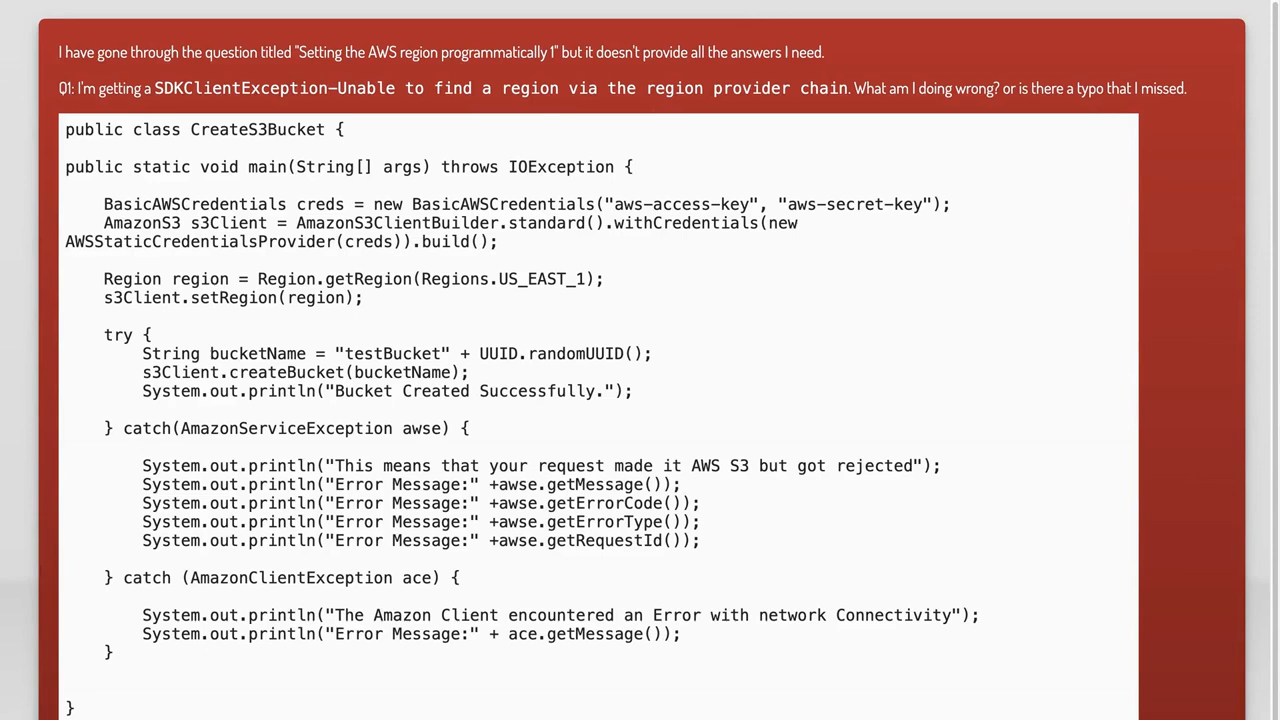 I have gone through the question titled "Setting the AWS region programmatically 1" but it doesn't provide all the answers I need.
Q1: I'm getting a SDKClientException-Unable to find a region via the region provider chain. What am I doing wrong? or is there a typo that I missed.
public class CreateS3Bucket {
public static void main(String[] args) throws IOException {
BasicAWSCredentials creds = new BasicAWSCredentials("aws-access-key", "aws-secret-key");
AmazonS3 s3Client = AmazonS3ClientBuilder.standard().withCredentials(new
AWSStaticCredentialsProvider(creds)).build();
Region region = Region.getRegion(Regions.US_EAST_1);
s3Client.setRegion(region);
try {
String bucketName = "testBucket" + UUID.randomUUID();
s3Client.createBucket(bucketName);
System.out.println("Bucket Created Successfully.");
} catch(AmazonServiceException awse) {
System.out.println("This means that your request made it AWS S3 but got rejected");
System.out.println("Error Message:" +awse.getMessage());
System.out.println("Error Message:" +awse.getErrorCode());
System.out.println("Error Message:" +awse.getErrorType());
System.out.println("Error Message:" +awse.getRequestId());
} catch (AmazonClientException ace) {
System.out.println("The Amazon Client encountered an Error with network Connectivity");
System.out.println("Error Message:" + ace.getMessage());
}
}